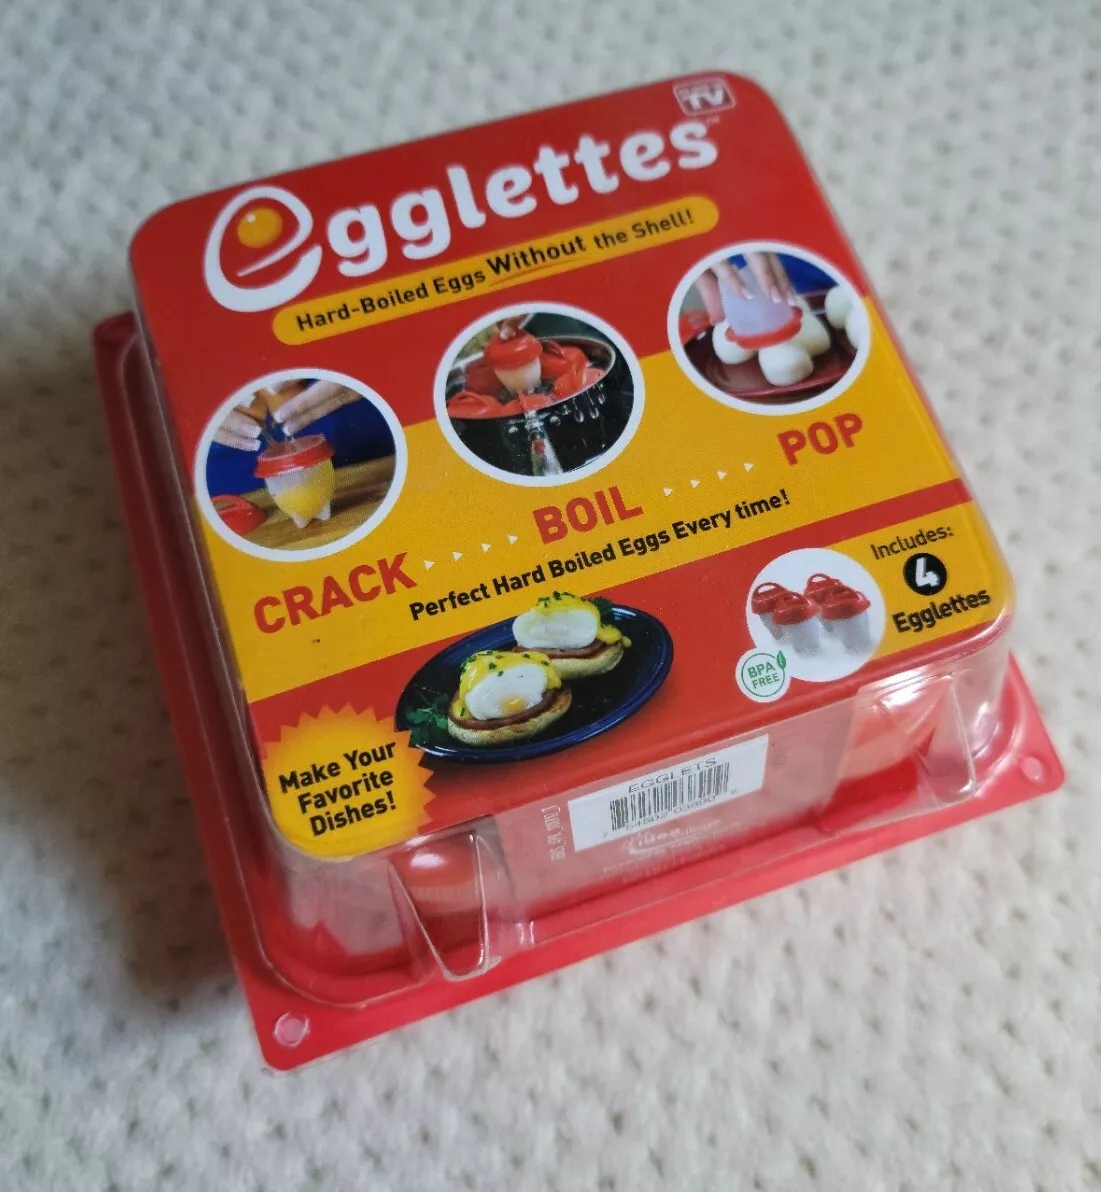 TV
egglettes™
Hard-Boiled Eggs Without the Shell!
CRACK
BOIL
POP
Perfect Hard Boiled Eggs Every time!
Includes:
4
Egglettes
BPA
FREE
Make Your
Favorite
Dishes!
EGGLETS